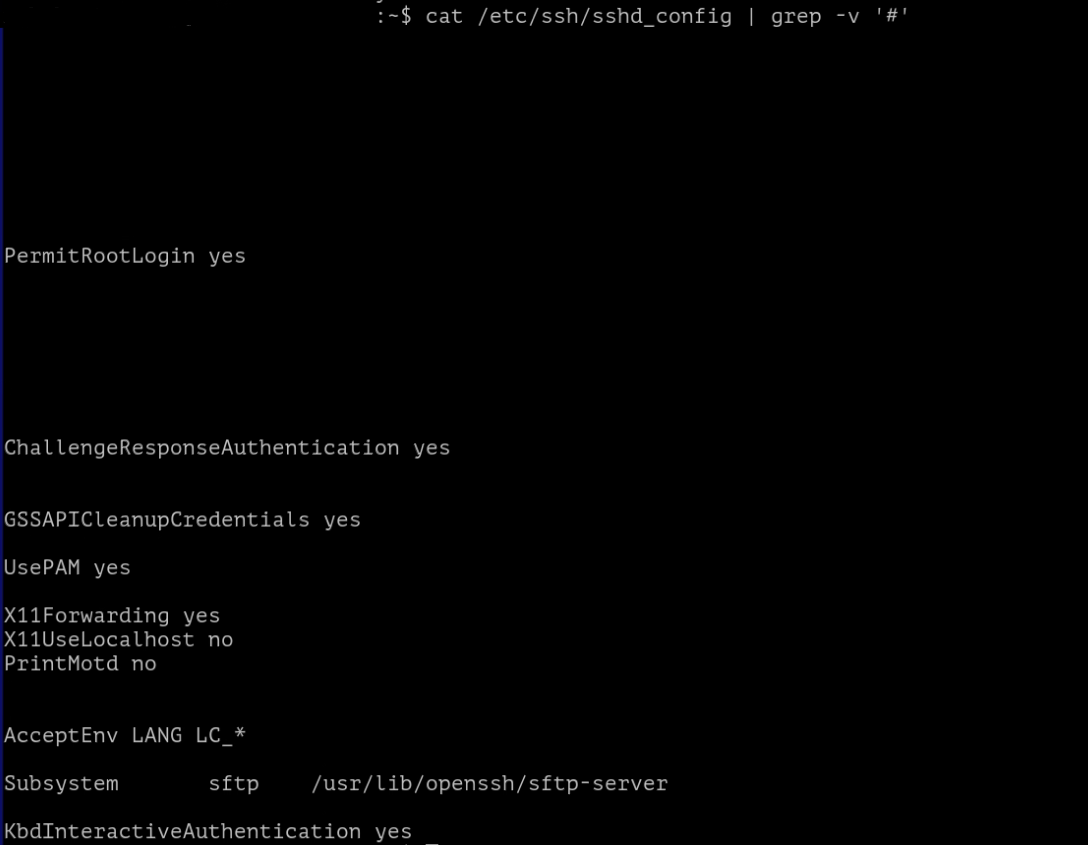 :~$ cat /etc/ssh/sshd_config | grep -v '#'
PermitRootLogin yes
ChallengeResponseAuthentication yes
GSSAPICleanupCredentials yes
UsePAM yes
X11Forwarding yes
X11UseLocalhost no
PrintMotd no
AcceptEnv LANG LC_*
Subsystem       sftp    /usr/lib/openssh/sftp-server
KbdInteractiveAuthentication yes